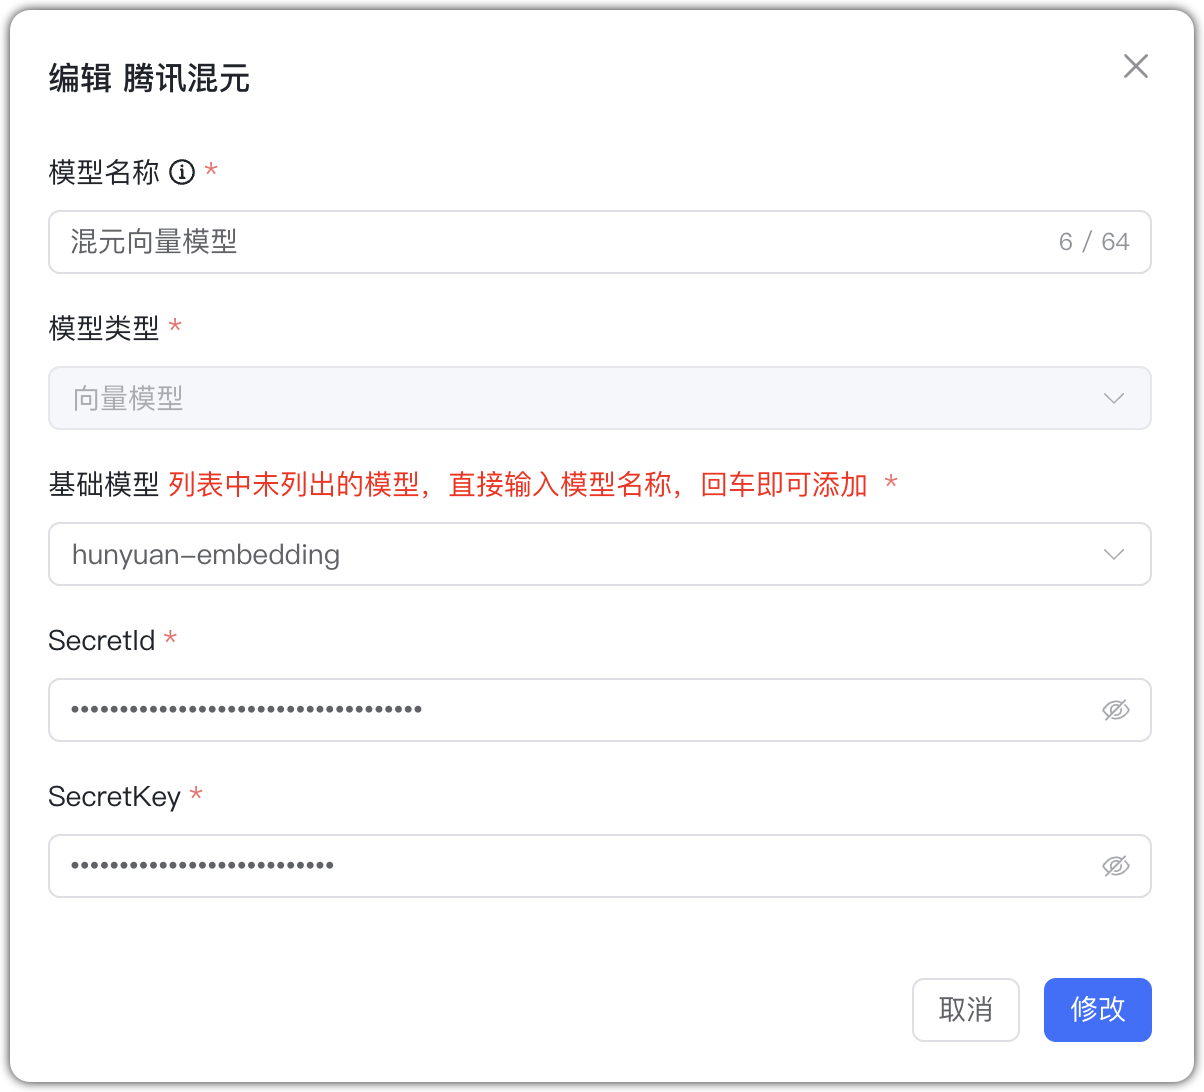 编辑 腾讯混元
模型名称 *
混元向量模型 6 / 64
模型类型 *
向量模型
基础模型 列表中未列出的模型，直接输入模型名称，回车即可添加 *
hunyuan-embedding
SecretId *
••••••••••••••••••••••••••••••••••••
SecretKey *
•••••••••••••••••••••••••••
取消 修改